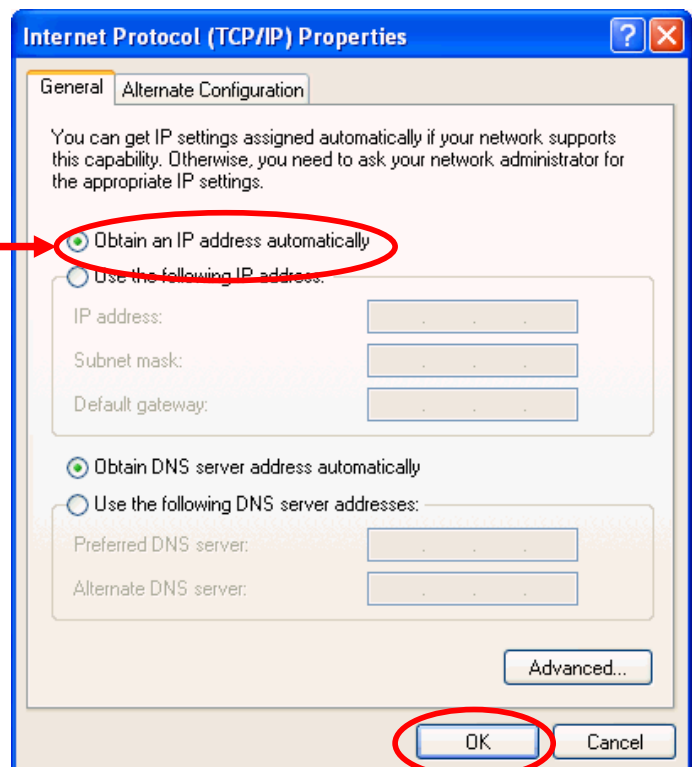 Internet Protocol (TCP/IP) Properties
General
Alternate Configuration
You can get IP settings assigned automatically if your network supports
this capability. Otherwise, you need to ask your network administrator for
the appropriate IP settings.
Obtain an IP address automatically
Use the following IP address:
IP address:
Subnet mask:
Default gateway:
Obtain DNS server address automatically
Use the following DNS server addresses:
Preferred DNS server:
Alternate DNS server:
Advanced...
OK
Cancel